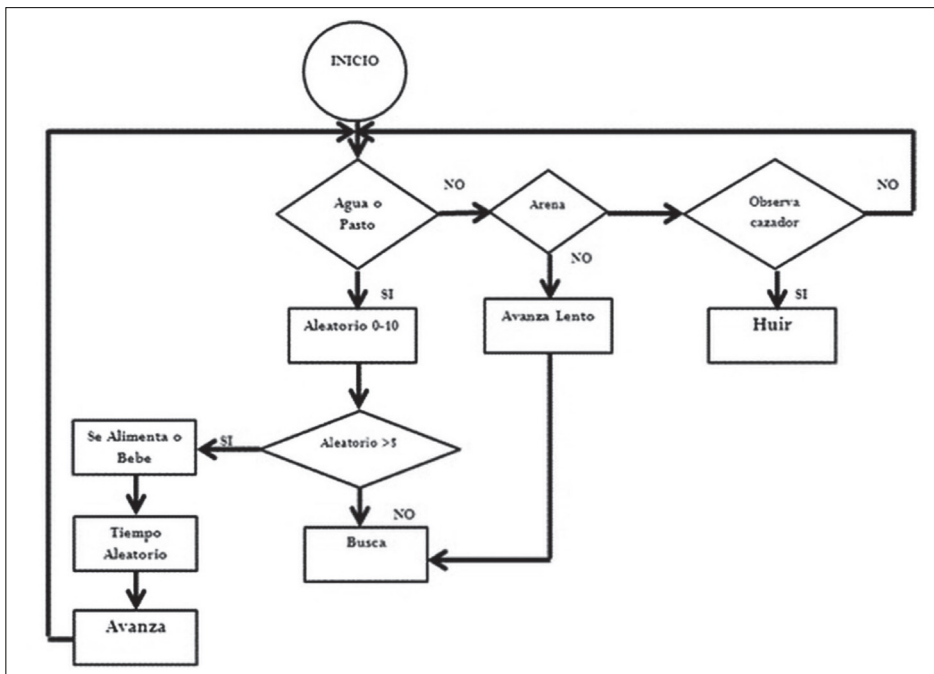 INICIO
Agua o
Pasto
NO
Arena
Observa
cazador
NO
SI
NO
SI
Aleatorio 0-10
Avanza Lento
Huir
Aleatorio >5
SI
Se Alimenta o
Bebe
NO
Busca
Tiempo
Aleatorio
Avanza